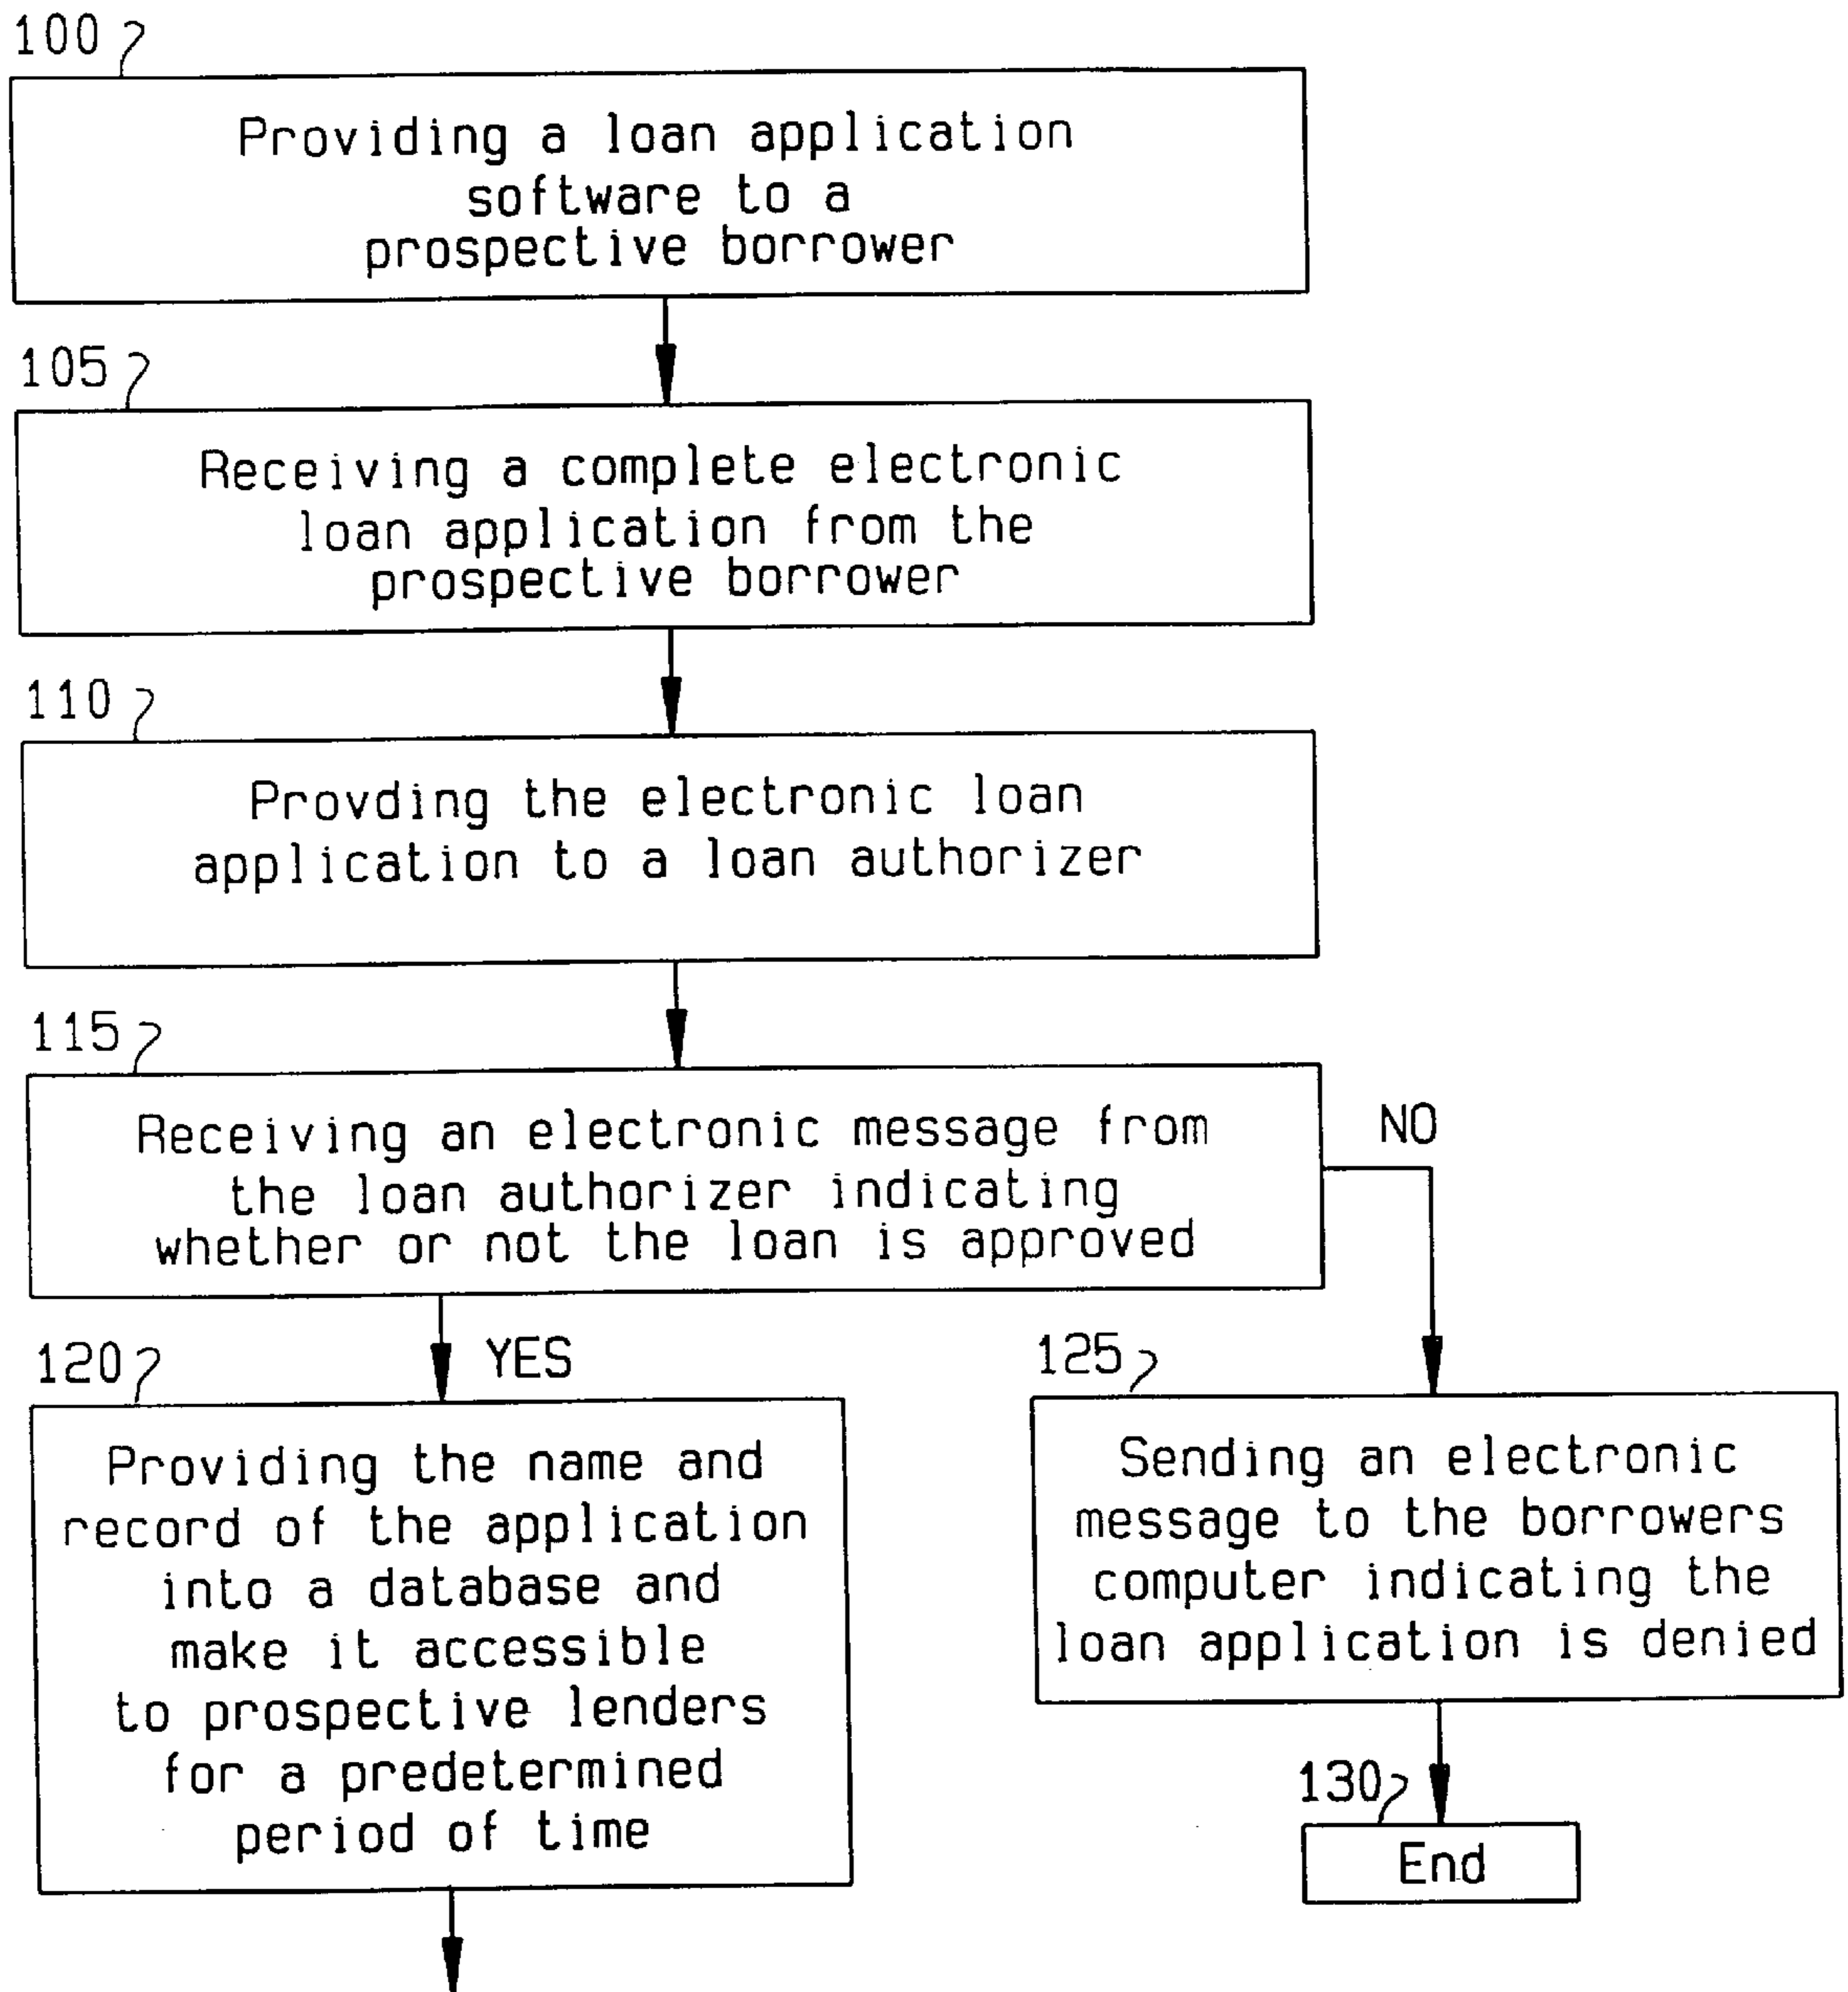 100
Providing a loan application
software to a
prospective borrower
105
Receiving a complete electronic
loan application from the
prospective borrower
110
Provding the electronic loan
application to a loan authorizer
115
Receiving an electronic message from
the loan authorizer indicating
whether or not the loan is approved
NO
YES
120
Providing the name and
record of the application
into a database and
make it accessible
to prospective lenders
for a predetermined
period of time
125
Sending an electronic
message to the borrowers
computer indicating the
loan application is denied
130
End